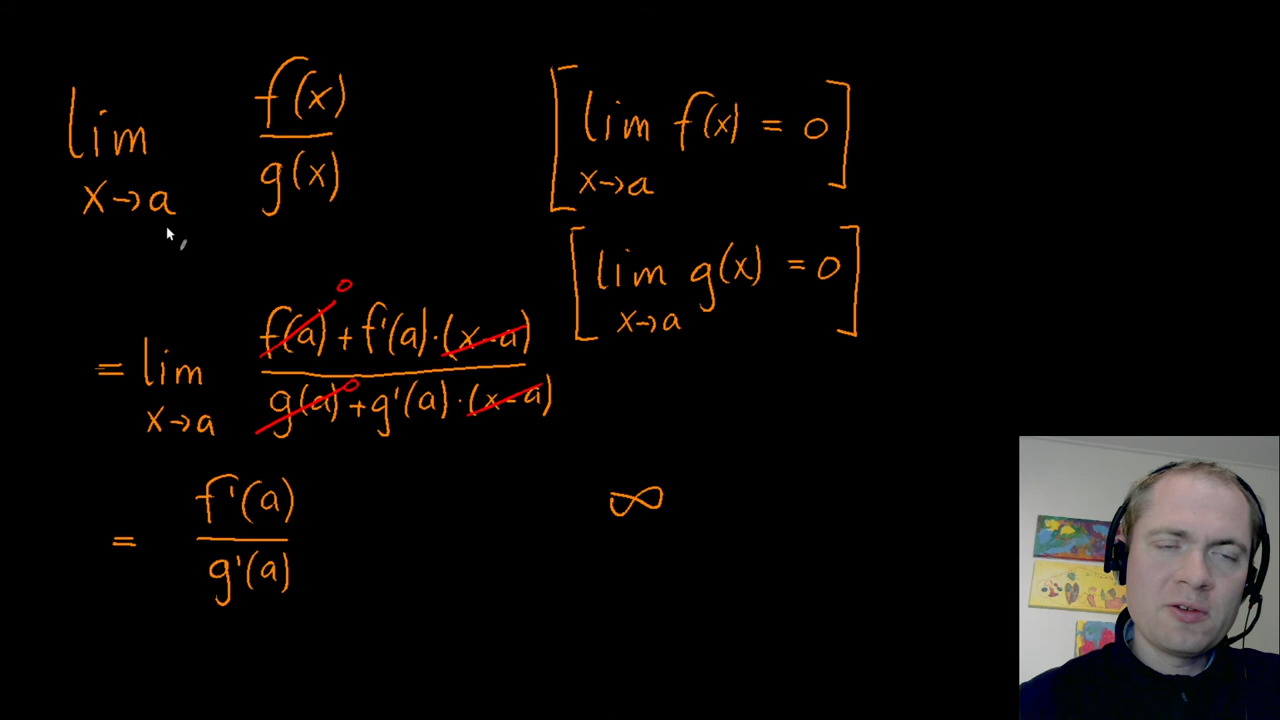 lim x→a f(x)/g(x)
[lim x→a f(x) = 0]
[lim x→a g(x) = 0]
= lim x→a (f(a) 0 + f'(a)·(x-a))/(g(a) 0 + g'(a)·(x-a))
= f'(a)/g'(a)
∞